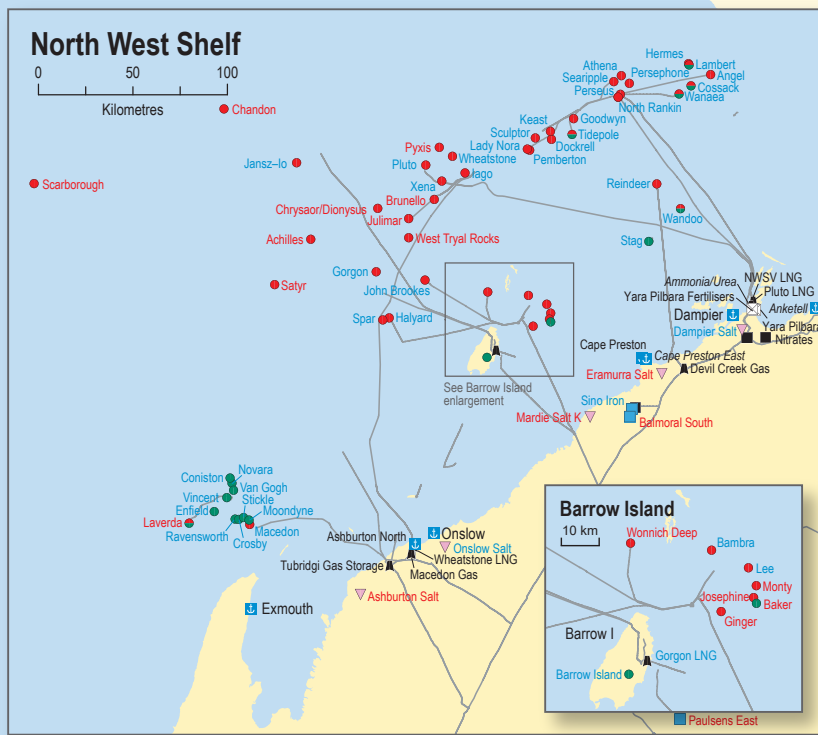 North West Shelf
0 50 100
Kilometres
Chandon
Scarborough
Jansz–Io
Pyxis
Wheatstone
Pluto
Iago
Xena
Brunello
Chrysaor/Dionysus
Julimar
Achilles
West Tryal Rocks
Satyr
Gorgon
John Brookes
Spar
Halyard
Hermes
Lambert
Athena
Persephone
Angel
Searipple
Cossack
Perseus
Wanaea
North Rankin
Keast
Goodwyn
Sculptor
Tidepole
Lady Nora
Dockrell
Pemberton
Reindeer
Wandoo
Stag
Ammonia/Urea
NWSV LNG
Pluto LNG
Yara Pilbara Fertilisers
Anketell
Dampier
Dampier Salt
Yara Pilbara
Nitrates
Cape Preston
Cape Preston East
Devil Creek Gas
Eramurra Salt
See Barrow Island
enlargement
Sino Iron
Mardie Salt K
Balmoral South
Novara
Coniston
Van Gogh
Vincent
Stickle
Enfield
Moondyne
Laverda
Macedon
Ravensworth
Crosby
Ashburton North
Onslow
Onslow Salt
Wheatstone LNG
Tubridgi Gas Storage
Macedon Gas
Ashburton Salt
Exmouth
Barrow Island
10 km
Wonnich Deep
Bambra
Lee
Monty
Josephine
Baker
Ginger
Barrow I
Gorgon LNG
Barrow Island
Paulsens East